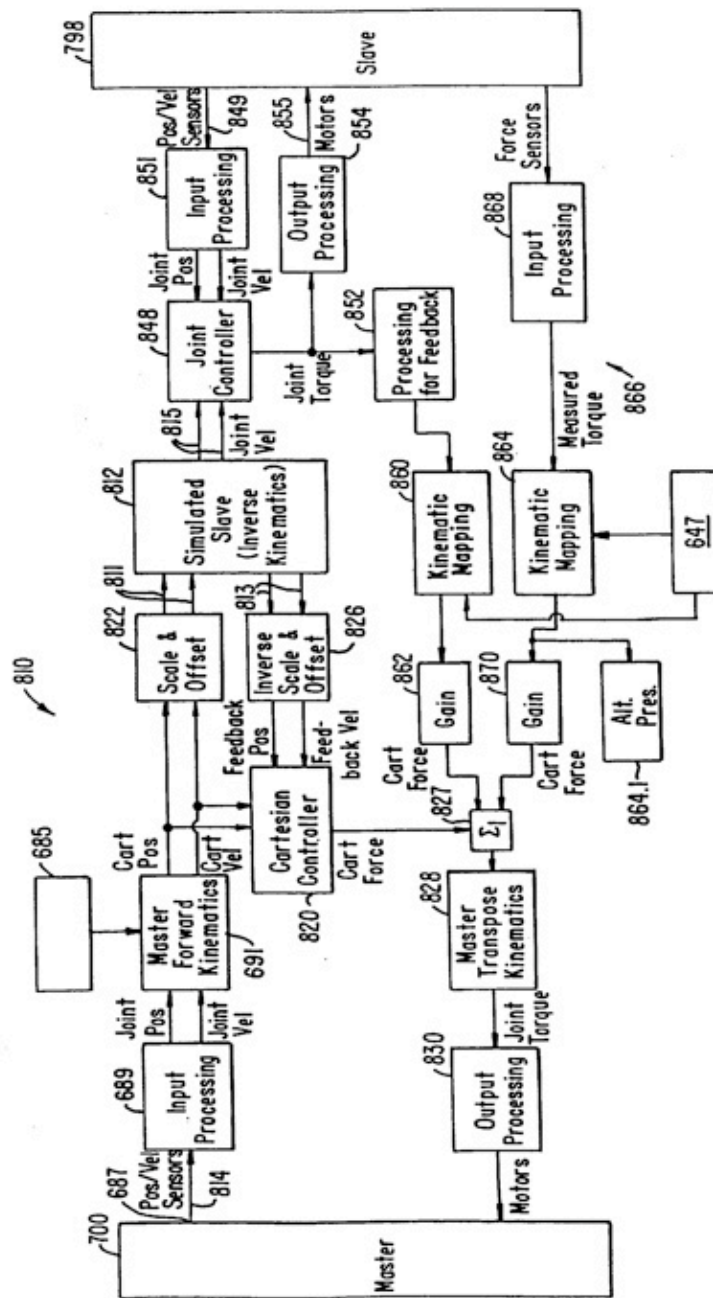 810
700
Master
687
Pos/Vel
Sensors
814
689
Input
Processing
Joint
Pos
Joint
Vel
685
Master
Forward
Kinematics
691
Cart
Pos
Cart
Vel
822
Scale &
Offset
811
812
Simulated
Slave
(Inverse
Kinematics)
813
815
Joint
Vel
848
Joint
Controller
Joint
Pos
Joint
Vel
851
Input
Processing
Pos/Vel
Sensors
849
798
Slave
855
Motors
854
Output
Processing
Joint
Torque
826
Inverse
Scale &
Offset
Feedback
Pos
Feed-
back Vel
Cartesian
Controller
820
Cart
Force
852
Processing
for Feedback
860
Kinematic
Mapping
862
Gain
Cart
Force
827
Σ1
870
Gain
Cart
Force
864
Kinematic
Mapping
Measured
Torque
868
Input
Processing
Force
Sensors
866
647
Alt.
Pres.
864.1
828
Master
Transpose
Kinematics
Joint
Torque
830
Output
Processing
Motors